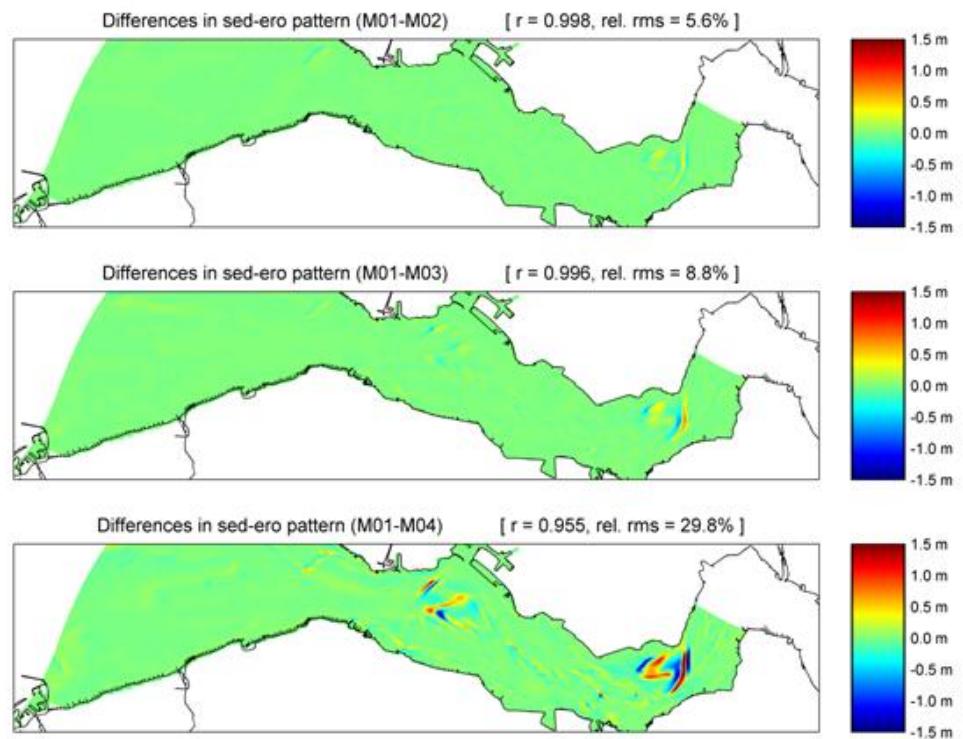 Differences in sed-ero pattern (M01-M02) [ r = 0.998, rel. rms = 5.6% ]
1.5 m
1.0 m
0.5 m
0.0 m
-0.5 m
-1.0 m
-1.5 m
Differences in sed-ero pattern (M01-M03) [ r = 0.996, rel. rms = 8.8% ]
1.5 m
1.0 m
0.5 m
0.0 m
-0.5 m
-1.0 m
-1.5 m
Differences in sed-ero pattern (M01-M04) [ r = 0.955, rel. rms = 29.8% ]
1.5 m
1.0 m
0.5 m
0.0 m
-0.5 m
-1.0 m
-1.5 m